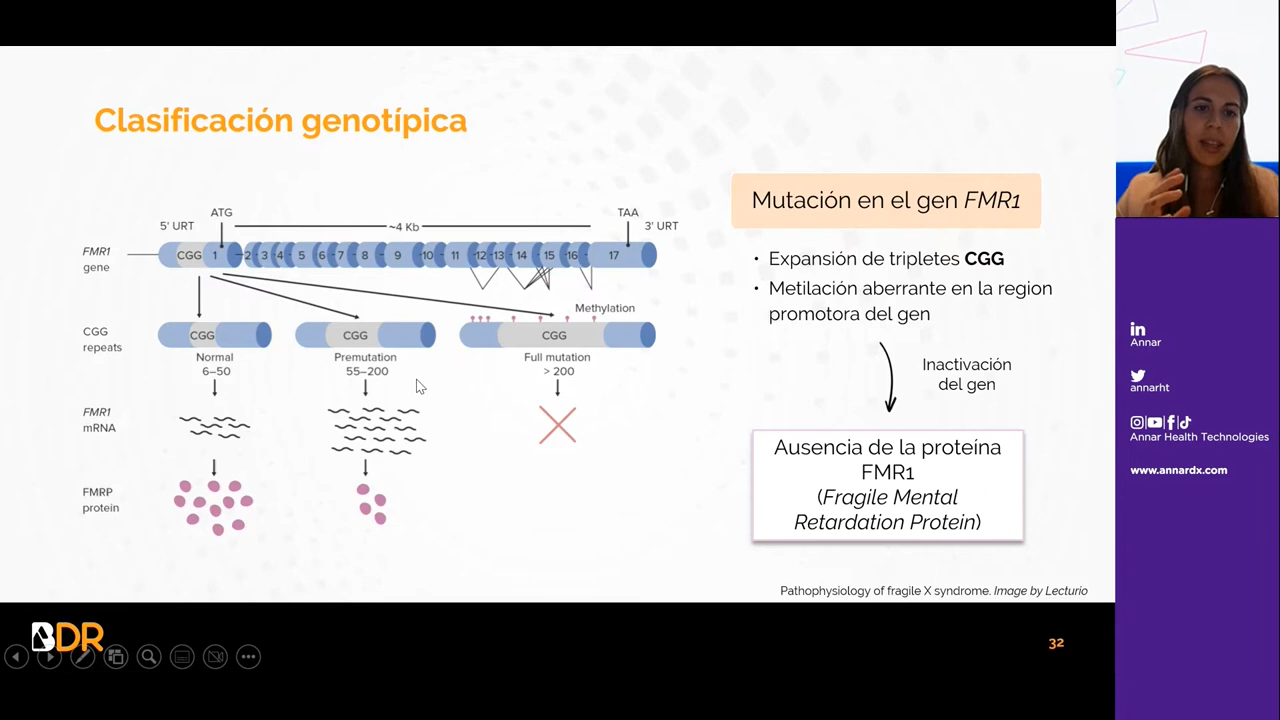 Clasificación genotípica
ATG
TAA
5' URT
~4 Kb
3' URT
FMR1
gene
CGG 1 2 3 4 5 6 7 8 9 10 11 12 13 14 15 16 17
Methylation
CGG
repeats
CGG
CGG
CGG
Normal
6–50
Premutation
55–200
Full mutation
> 200
FMR1
mRNA
FMRP
protein
Mutación en el gen FMR1
• Expansión de tripletes CGG
• Metilación aberrante en la region
promotora del gen
Inactivación
del gen
Ausencia de la proteína
FMR1
(Fragile Mental
Retardation Protein)
Pathophysiology of fragile X syndrome. Image by Lecturio
BDR
32
in
Annar
annarht
Annar Health Technologies
www.annardx.com